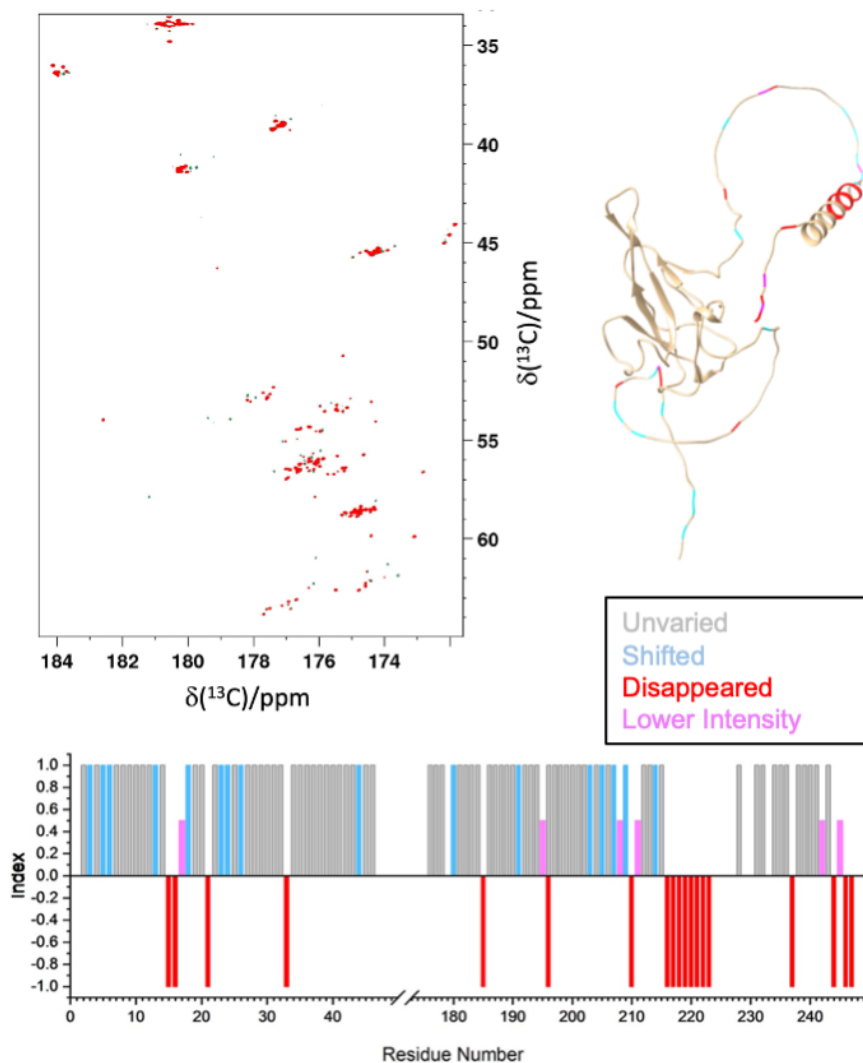 35
40
45
50
55
60
δ(¹³C)/ppm
184 182 180 178 176 174
δ(¹³C)/ppm
Unvaried
Shifted
Disappeared
Lower Intensity
1.0
0.8
0.6
0.4
0.2
0.0
-0.2
-0.4
-0.6
-0.8
-1.0
Index
0 10 20 30 40 180 190 200 210 220 230 240
Residue Number